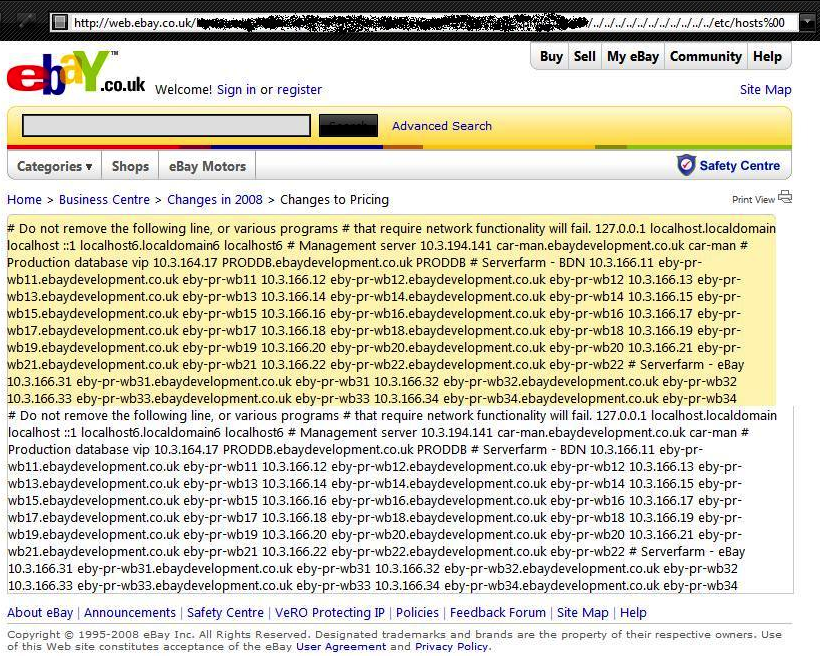 http://web.ebay.co.uk/ /../../../../../../../../../../etc/hosts%00
Buy Sell My eBay Community Help
ebaY™.co.uk Welcome! Sign in or register Site Map
Advanced Search
Categories ▾ Shops eBay Motors Safety Centre
Home > Business Centre > Changes in 2008 > Changes to Pricing Print View
# Do not remove the following line, or various programs # that require network functionality will fail. 127.0.0.1 localhost.localdomain
localhost ::1 localhost6.localdomain6 localhost6 # Management server 10.3.194.141 car-man.ebaydevelopment.co.uk car-man #
Production database vip 10.3.164.17 PRODDB.ebaydevelopment.co.uk PRODDB # Serverfarm - BDN 10.3.166.11 eby-pr-
wb11.ebaydevelopment.co.uk eby-pr-wb11 10.3.166.12 eby-pr-wb12.ebaydevelopment.co.uk eby-pr-wb12 10.3.166.13 eby-pr-
wb13.ebaydevelopment.co.uk eby-pr-wb13 10.3.166.14 eby-pr-wb14.ebaydevelopment.co.uk eby-pr-wb14 10.3.166.15 eby-pr-
wb15.ebaydevelopment.co.uk eby-pr-wb15 10.3.166.16 eby-pr-wb16.ebaydevelopment.co.uk eby-pr-wb16 10.3.166.17 eby-pr-
wb17.ebaydevelopment.co.uk eby-pr-wb17 10.3.166.18 eby-pr-wb18.ebaydevelopment.co.uk eby-pr-wb18 10.3.166.19 eby-pr-
wb19.ebaydevelopment.co.uk eby-pr-wb19 10.3.166.20 eby-pr-wb20.ebaydevelopment.co.uk eby-pr-wb20 10.3.166.21 eby-pr-
wb21.ebaydevelopment.co.uk eby-pr-wb21 10.3.166.22 eby-pr-wb22.ebaydevelopment.co.uk eby-pr-wb22 # Serverfarm - eBay
10.3.166.31 eby-pr-wb31.ebaydevelopment.co.uk eby-pr-wb31 10.3.166.32 eby-pr-wb32.ebaydevelopment.co.uk eby-pr-wb32
10.3.166.33 eby-pr-wb33.ebaydevelopment.co.uk eby-pr-wb33 10.3.166.34 eby-pr-wb34.ebaydevelopment.co.uk eby-pr-wb34
# Do not remove the following line, or various programs # that require network functionality will fail. 127.0.0.1 localhost.localdomain
localhost ::1 localhost6.localdomain6 localhost6 # Management server 10.3.194.141 car-man.ebaydevelopment.co.uk car-man #
Production database vip 10.3.164.17 PRODDB.ebaydevelopment.co.uk PRODDB # Serverfarm - BDN 10.3.166.11 eby-pr-
wb11.ebaydevelopment.co.uk eby-pr-wb11 10.3.166.12 eby-pr-wb12.ebaydevelopment.co.uk eby-pr-wb12 10.3.166.13 eby-pr-
wb13.ebaydevelopment.co.uk eby-pr-wb13 10.3.166.14 eby-pr-wb14.ebaydevelopment.co.uk eby-pr-wb14 10.3.166.15 eby-pr-
wb15.ebaydevelopment.co.uk eby-pr-wb15 10.3.166.16 eby-pr-wb16.ebaydevelopment.co.uk eby-pr-wb16 10.3.166.17 eby-pr-
wb17.ebaydevelopment.co.uk eby-pr-wb17 10.3.166.18 eby-pr-wb18.ebaydevelopment.co.uk eby-pr-wb18 10.3.166.19 eby-pr-
wb19.ebaydevelopment.co.uk eby-pr-wb19 10.3.166.20 eby-pr-wb20.ebaydevelopment.co.uk eby-pr-wb20 10.3.166.21 eby-pr-
wb21.ebaydevelopment.co.uk eby-pr-wb21 10.3.166.22 eby-pr-wb22.ebaydevelopment.co.uk eby-pr-wb22 # Serverfarm - eBay
10.3.166.31 eby-pr-wb31.ebaydevelopment.co.uk eby-pr-wb31 10.3.166.32 eby-pr-wb32.ebaydevelopment.co.uk eby-pr-wb32
10.3.166.33 eby-pr-wb33.ebaydevelopment.co.uk eby-pr-wb33 10.3.166.34 eby-pr-wb34.ebaydevelopment.co.uk eby-pr-wb34
About eBay | Announcements | Safety Centre | VeRO Protecting IP | Policies | Feedback Forum | Site Map | Help
Copyright © 1995-2008 eBay Inc. All Rights Reserved. Designated trademarks and brands are the property of their respective owners. Use
of this Web site constitutes acceptance of the eBay User Agreement and Privacy Policy.